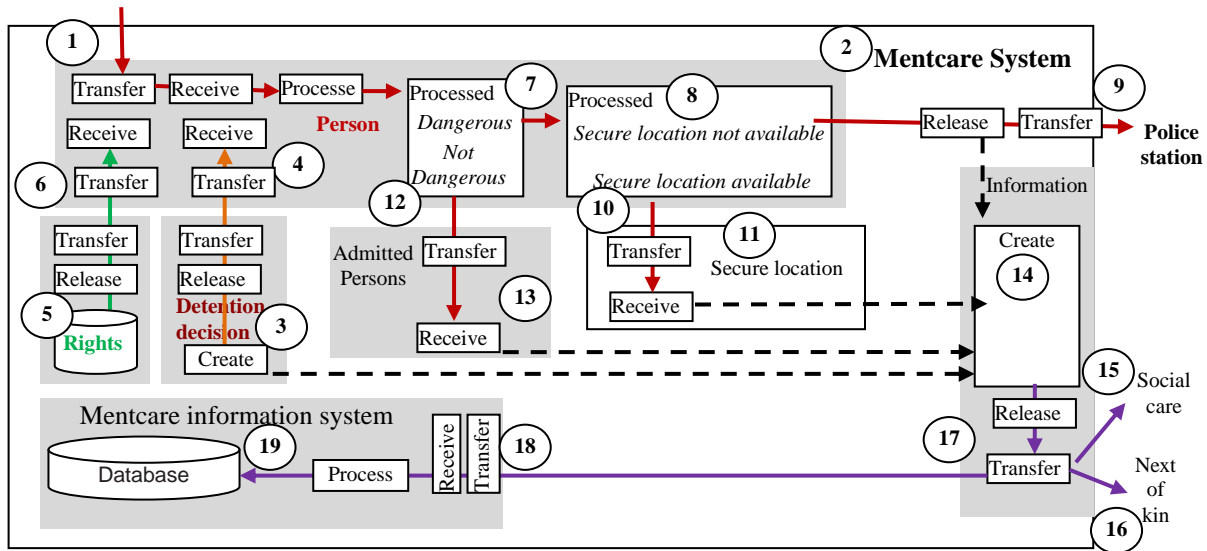 1
2
Mentcare System
Transfer
Receive
Processe
Processed
7
Dangerous
Not
Dangerous
Processed
8
Secure location not available
Secure location available
Release
Transfer
9
Police
station
Person
Receive
Receive
6
Transfer
Transfer
4
12
10
Information
Transfer
Release
5
Rights
Transfer
Release
Detention
decision
3
Create
Admitted
Persons
Transfer
13
Receive
Transfer
11
Secure location
Receive
Create
14
15
Social
care
Release
17
Transfer
Next
of
kin
16
Mentcare information system
19
Database
Process
Receive
Transfer
18